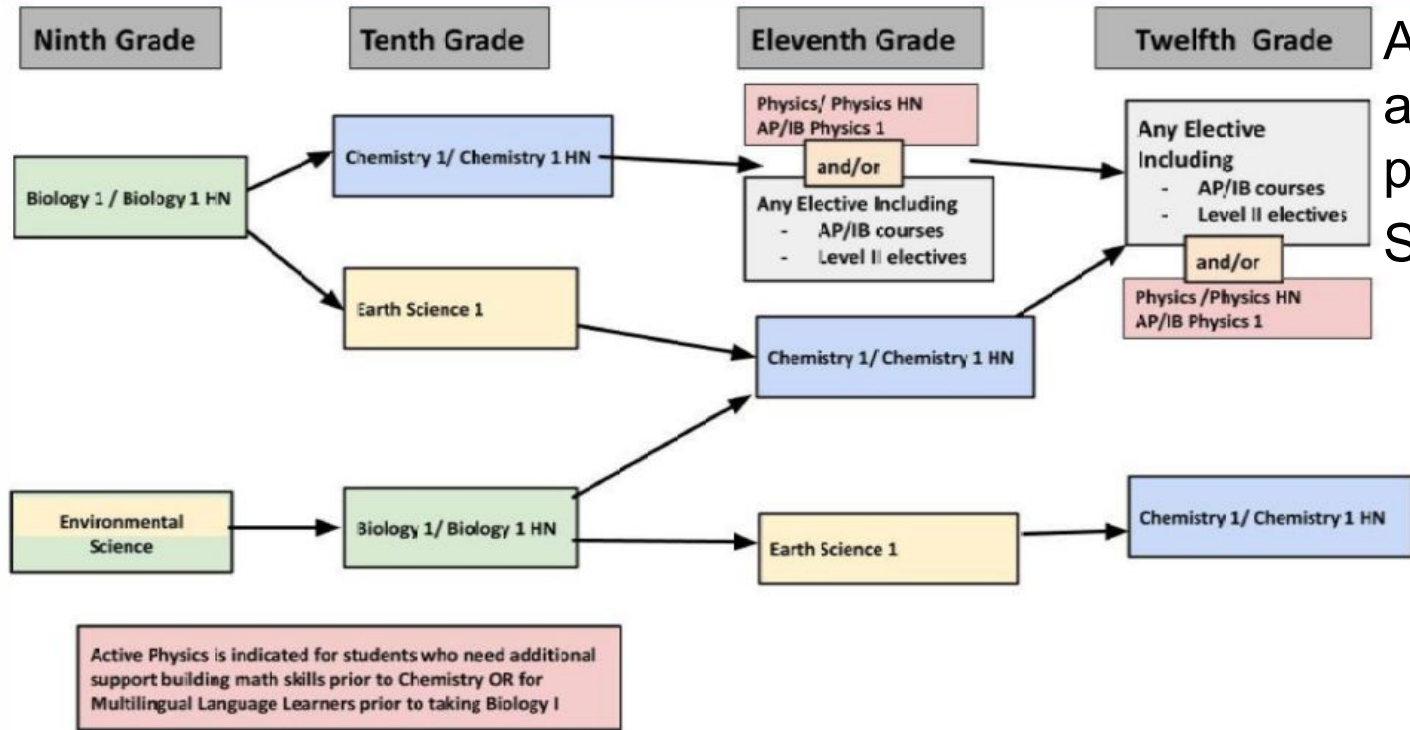 Ninth Grade
Tenth Grade
Eleventh Grade
Twelfth Grade
Biology 1 / Biology 1 HN
Chemistry 1/ Chemistry 1 HN
Physics/ Physics HN
AP/IB Physics 1
and/or
Any Elective Including
- AP/IB courses
- Level II electives
Any Elective
Including
- AP/IB courses
- Level II electives
and/or
Physics /Physics HN
AP/IB Physics 1
Earth Science 1
Chemistry 1/ Chemistry 1 HN
Environmental
Science
Biology 1/ Biology 1 HN
Earth Science 1
Chemistry 1/ Chemistry 1 HN
Active Physics is indicated for students who need additional
support building math skills prior to Chemistry OR for
Multilingual Language Learners prior to taking Biology I